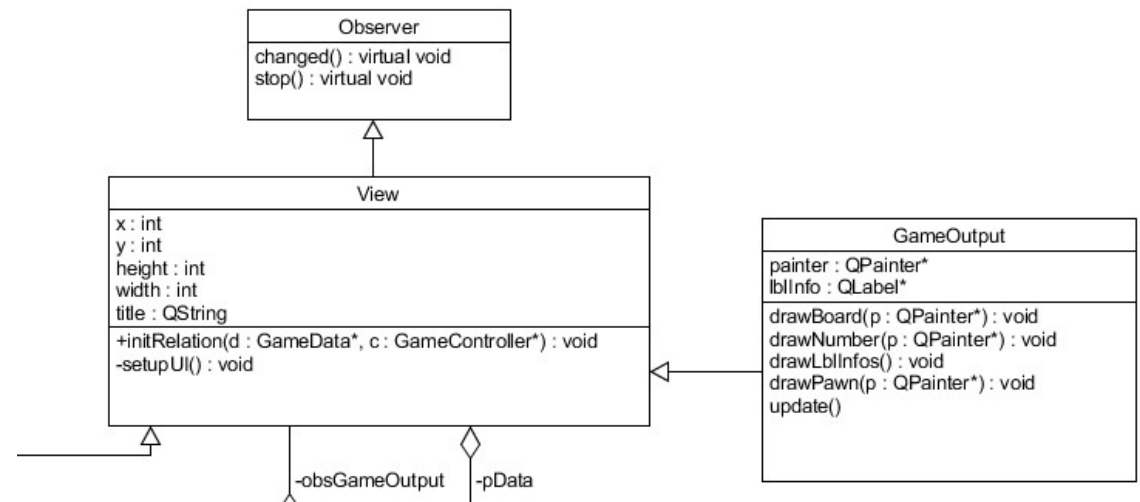 Observer
changed() : virtual void
stop() : virtual void
View
x : int
y : int
height : int
width : int
title : QString
+initRelation(d : GameData*, c : GameController*) : void
-setupUI() : void
GameOutput
painter : QPainter*
lblInfo : QLabel*
drawBoard(p : QPainter*) : void
drawNumber(p : QPainter*) : void
drawLblInfos() : void
drawPawn(p : QPainter*) : void
update()
-obsGameOutput
-pData